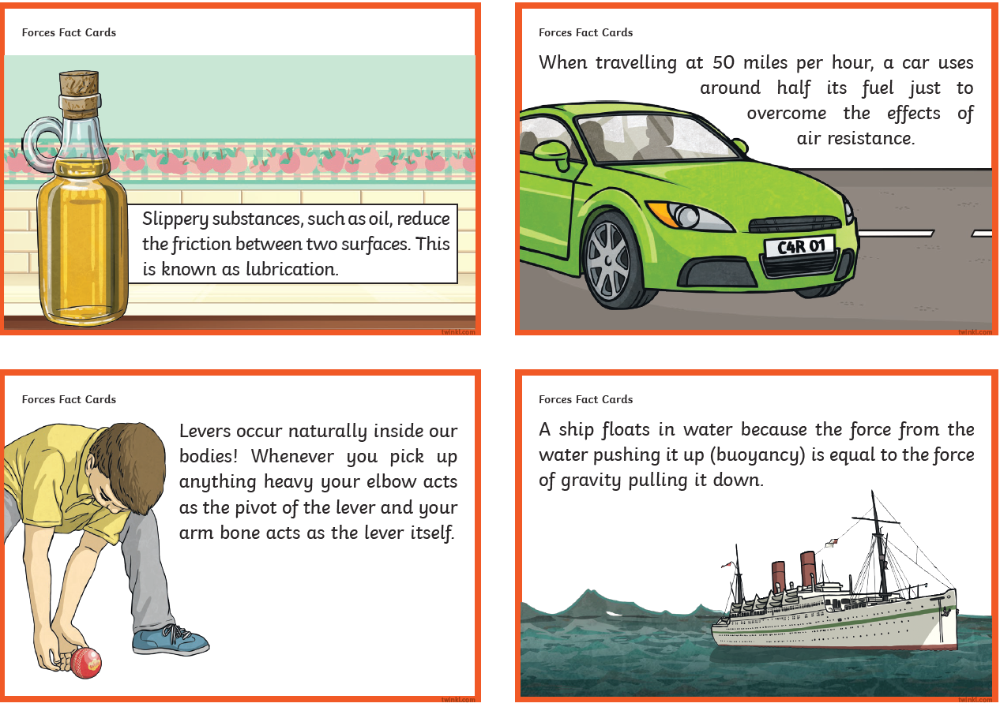 Forces Fact Cards
Slippery substances, such as oil, reduce
the friction between two surfaces. This
is known as lubrication.
twinkl.com
Forces Fact Cards
When travelling at 50 miles per hour, a car uses
around half its fuel just to
overcome the effects of
air resistance.
C4R 01
twinkl.com
Forces Fact Cards
Levers occur naturally inside our
bodies! Whenever you pick up
anything heavy your elbow acts
as the pivot of the lever and your
arm bone acts as the lever itself.
twinkl.com
Forces Fact Cards
A ship floats in water because the force from the
water pushing it up (buoyancy) is equal to the force
of gravity pulling it down.
twinkl.com